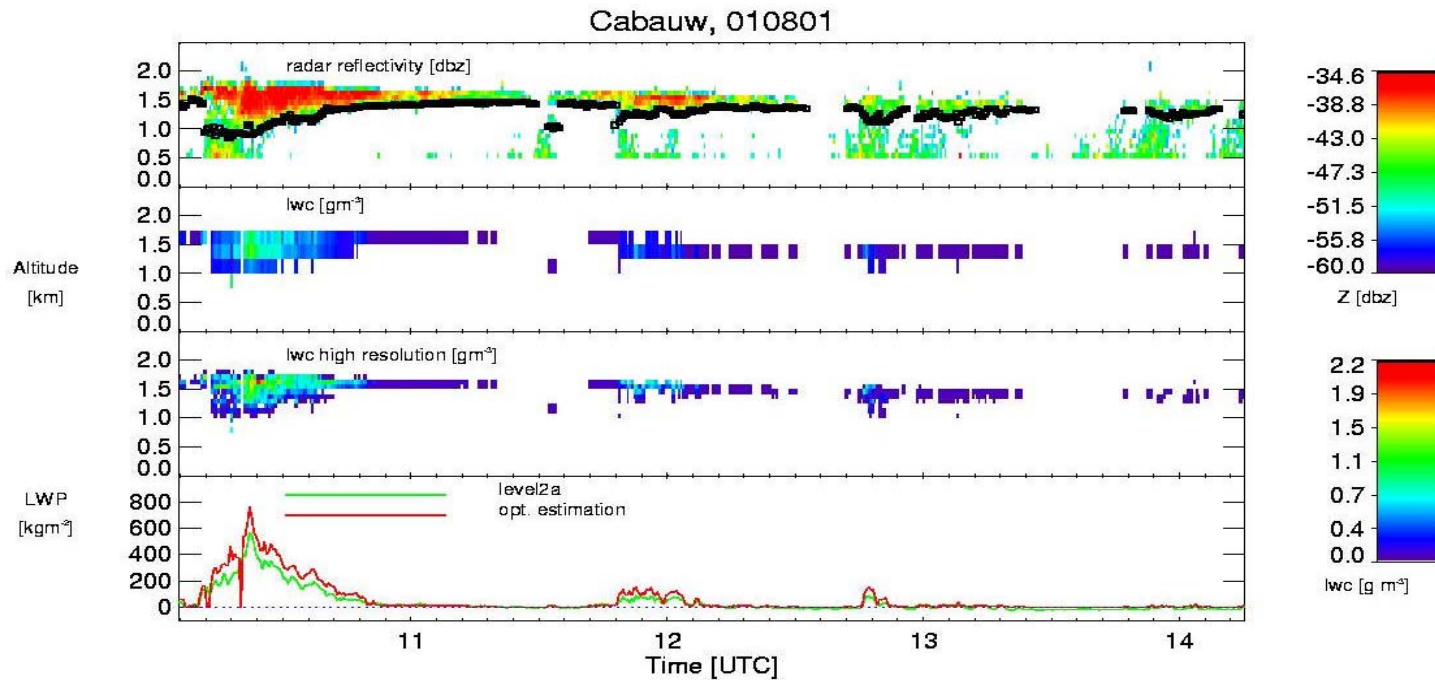 Cabauw, 010801
radar reflectivity [dbz]
2.0
1.5
1.0
0.5
0.0
lwc [gm⁻³]
2.0
1.5
1.0
0.5
0.0
Altitude
[km]
lwc high resolution [gm⁻³]
2.0
1.5
1.0
0.5
0.0
LWP
[kgm⁻²]
level2a
opt. estimation
800
600
400
200
0
11
12
13
14
Time [UTC]
-34.6
-38.8
-43.0
-47.3
-51.5
-55.8
-60.0
Z [dbz]
2.2
1.9
1.5
1.1
0.7
0.4
0.0
lwc [g m⁻³]